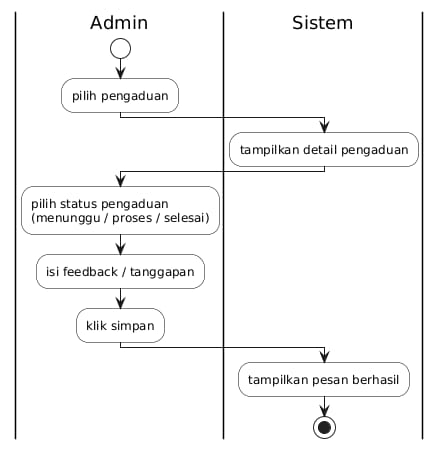 Admin
Sistem
pilih pengaduan
tampilkan detail pengaduan
pilih status pengaduan
(menunggu / proses / selesai)
isi feedback / tanggapan
klik simpan
tampilkan pesan berhasil